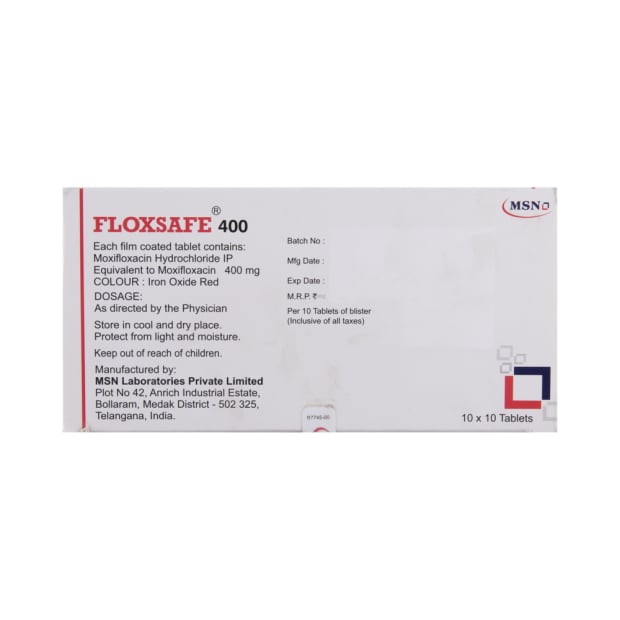 FLOXSAFE® 400
Each film coated tablet contains:
Moxifloxacin Hydrochloride IP
Equivalent to Moxifloxacin 400 mg
COLOUR : Iron Oxide Red
DOSAGE:
As directed by the Physician
Store in cool and dry place.
Protect from light and moisture.
Keep out of reach of children.
Manufactured by:
MSN Laboratories Private Limited
Plot No 42, Anrich Industrial Estate,
Bollaram, Medak District - 502 325,
Telangana, India.
Batch No :
Mfg Date :
Exp Date :
M.R.P. ₹
Per 10 Tablets of blister
(Inclusive of all taxes)
MSN
10 x 10 Tablets